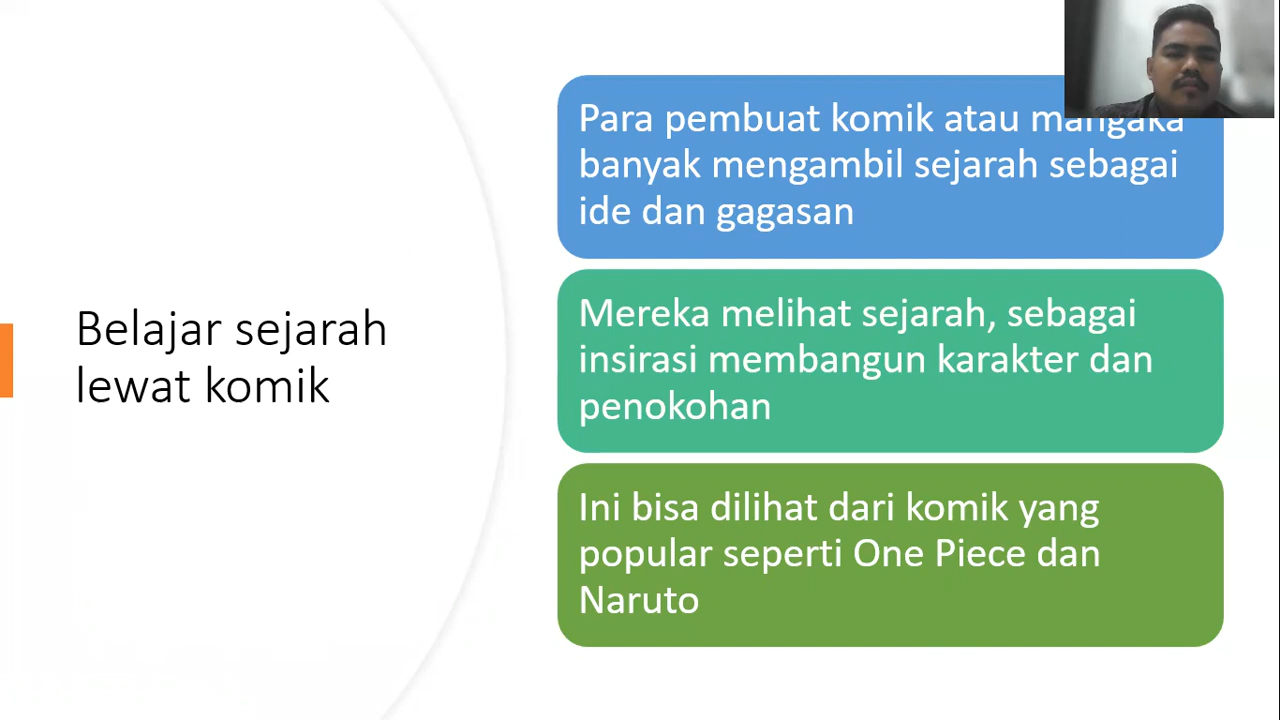 Belajar sejarah
lewat komik
Para pembuat komik atau mangaka
banyak mengambil sejarah sebagai
ide dan gagasan
Mereka melihat sejarah, sebagai
insirasi membangun karakter dan
penokohan
Ini bisa dilihat dari komik yang
popular seperti One Piece dan
Naruto